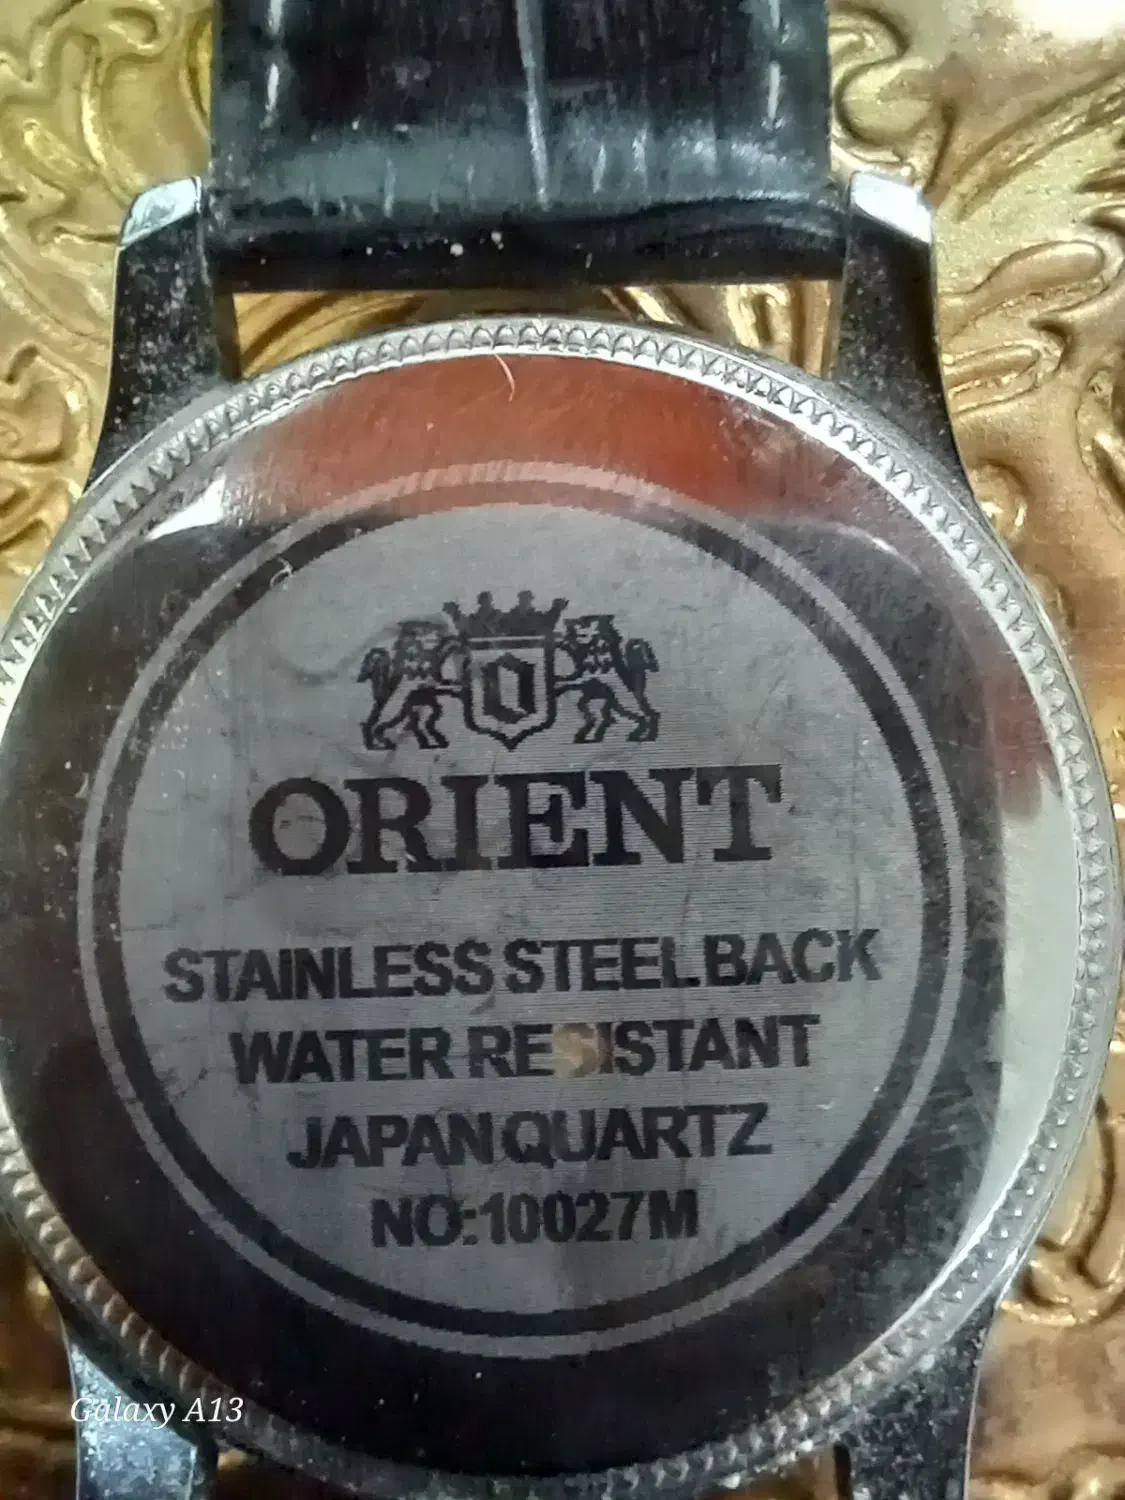 ORIENT
STAINLESS STEEL BACK
WATER RESISTANT
JAPAN QUARTZ
NO:10027M
Galaxy A13